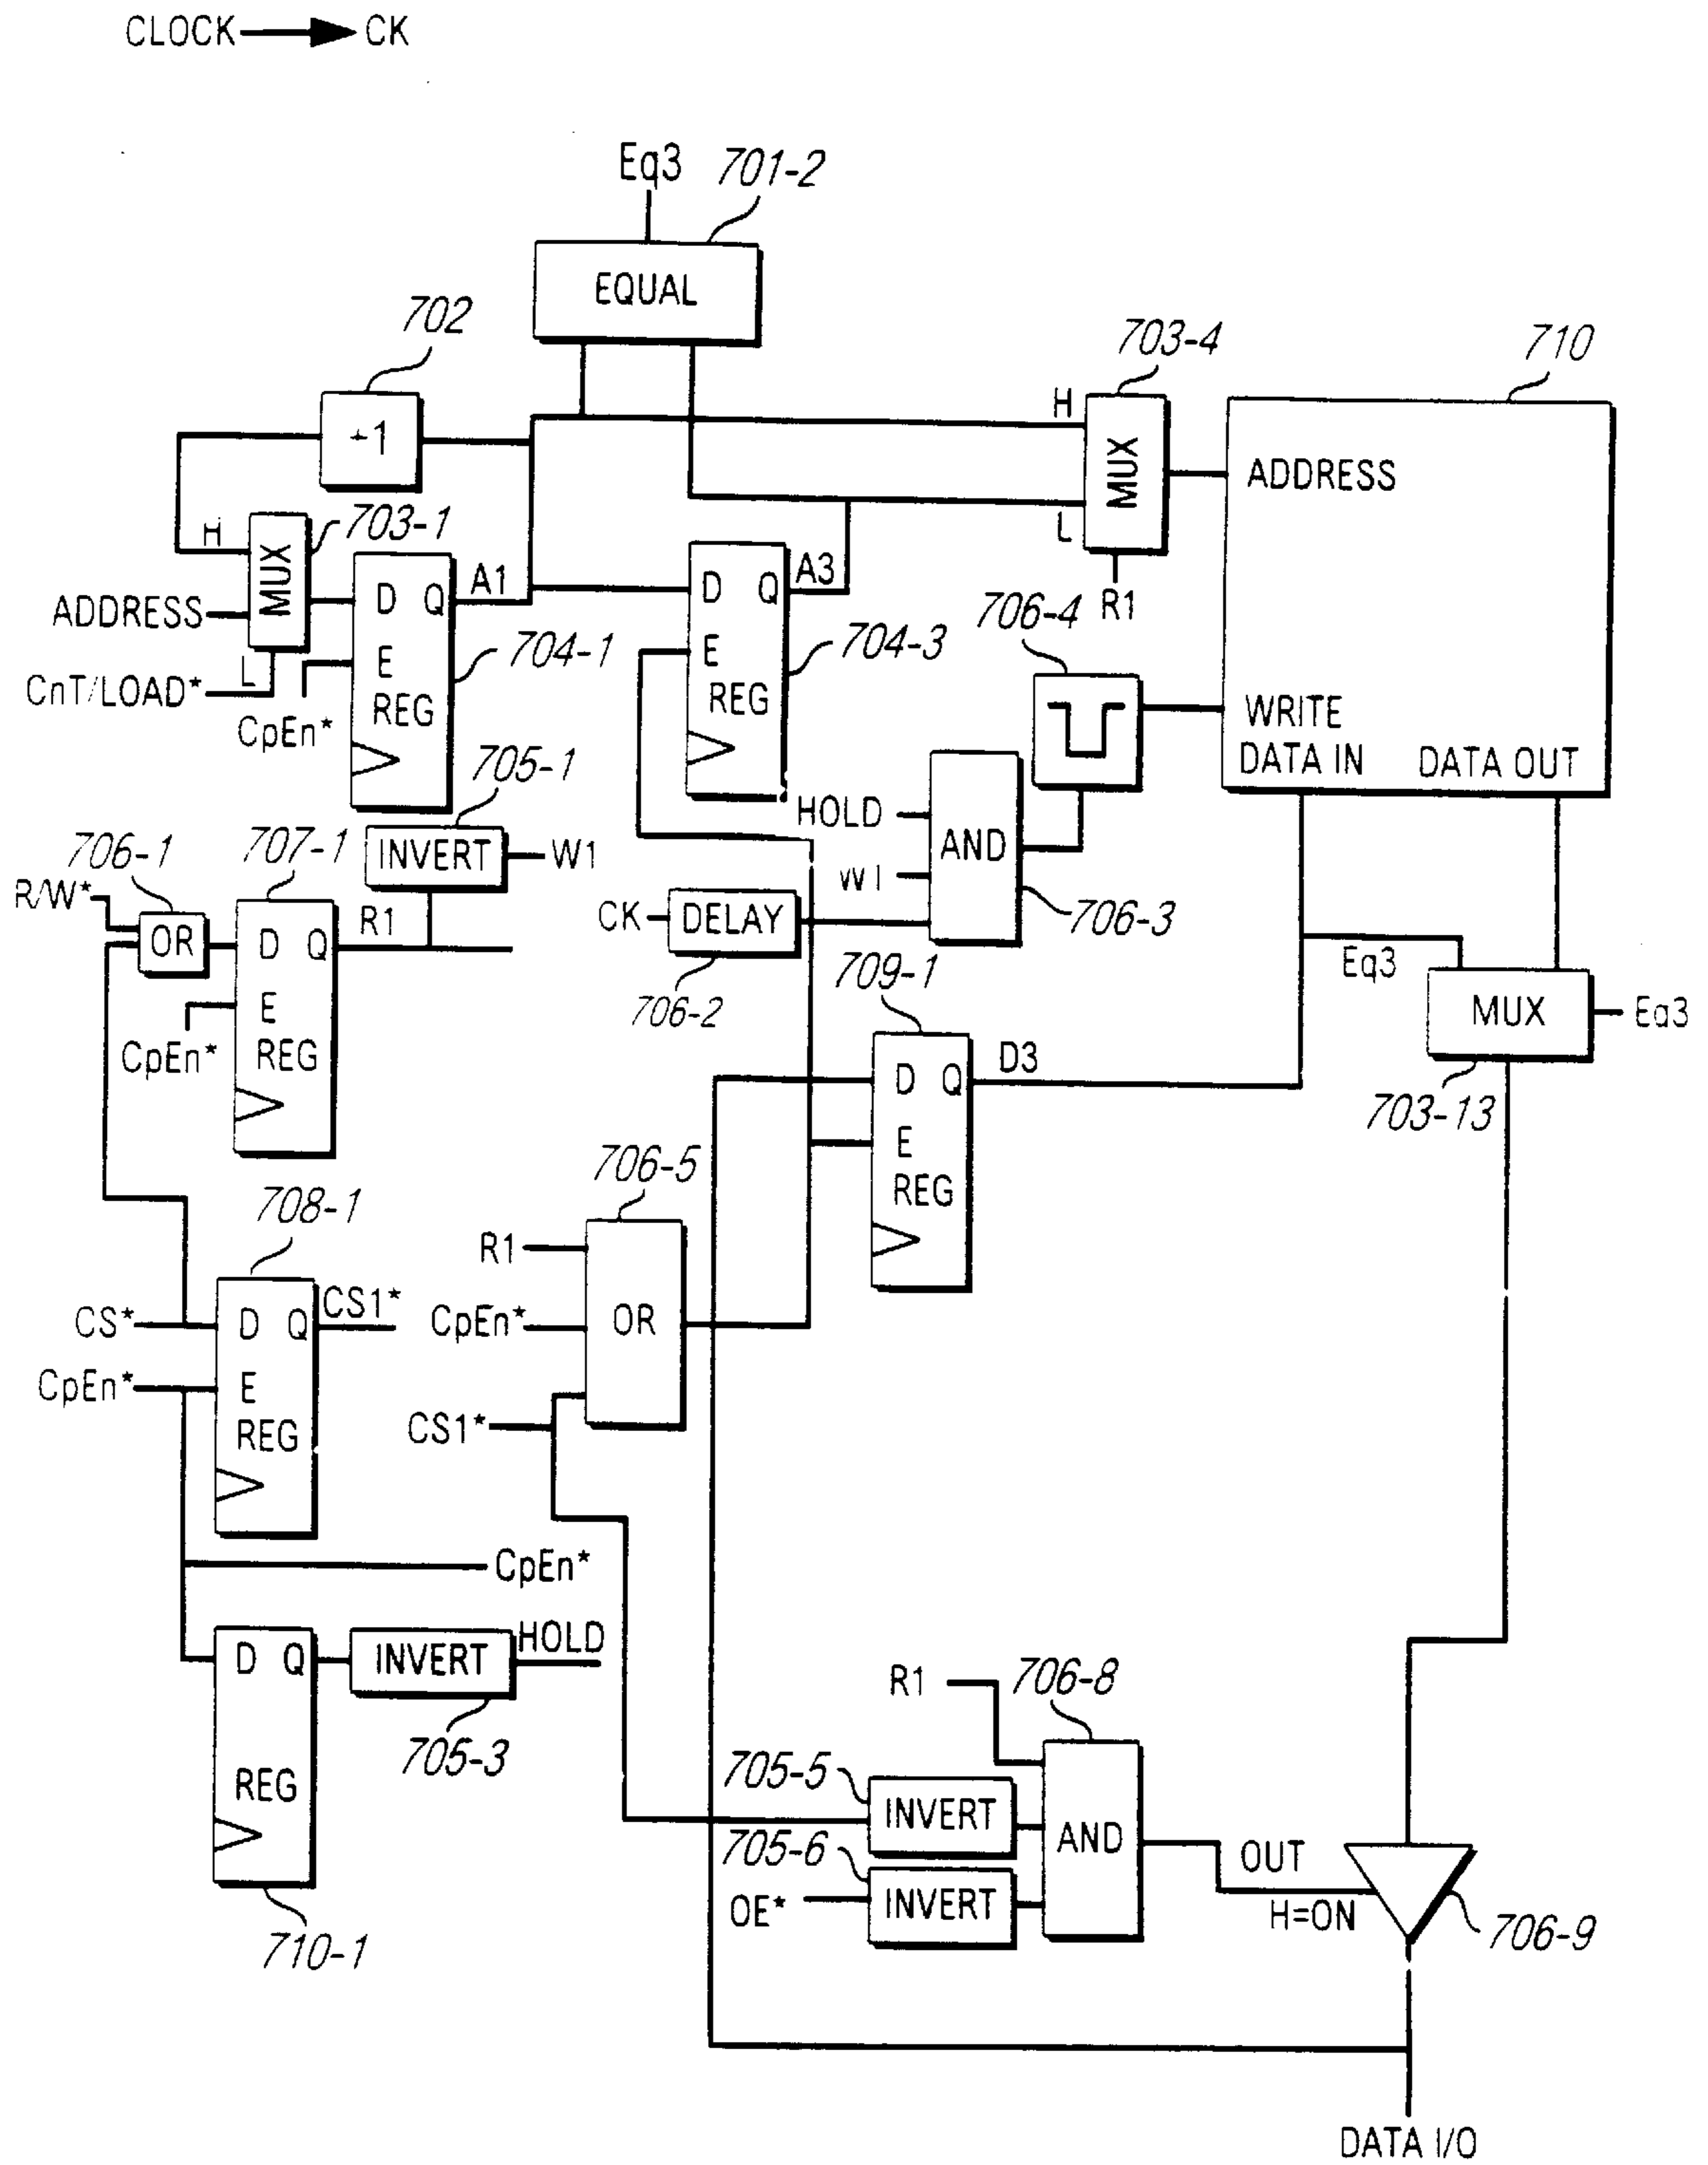 CLOCK CK
Eq3 701-2
EQUAL
702
+1
703-4
710
H
MUX
ADDRESS
L
R1
H
703-1
MUX
ADDRESS
L
CnT/LOAD*
D Q A1
E
REG
704-1
CpEn*
D Q A3
E
REG
704-3
706-4
WRITE
DATA IN DATA OUT
705-1
INVERT W1
706-1
707-1
R/W*
OR
D Q R1
E
REG
CpEn*
HOLD
W1
AND
706-3
CK DELAY
706-2
709-1
D Q D3
E
REG
Eq3
MUX Eq3
703-13
708-1
CS* D Q CS1*
CpEn* E
REG
706-5
R1
CpEn* OR
CS1*
CpEn*
D Q INVERT HOLD
REG
705-3
710-1
R1 706-8
705-5
INVERT
AND
705-6
OE* INVERT
OUT
H=ON
706-9
DATA I/O